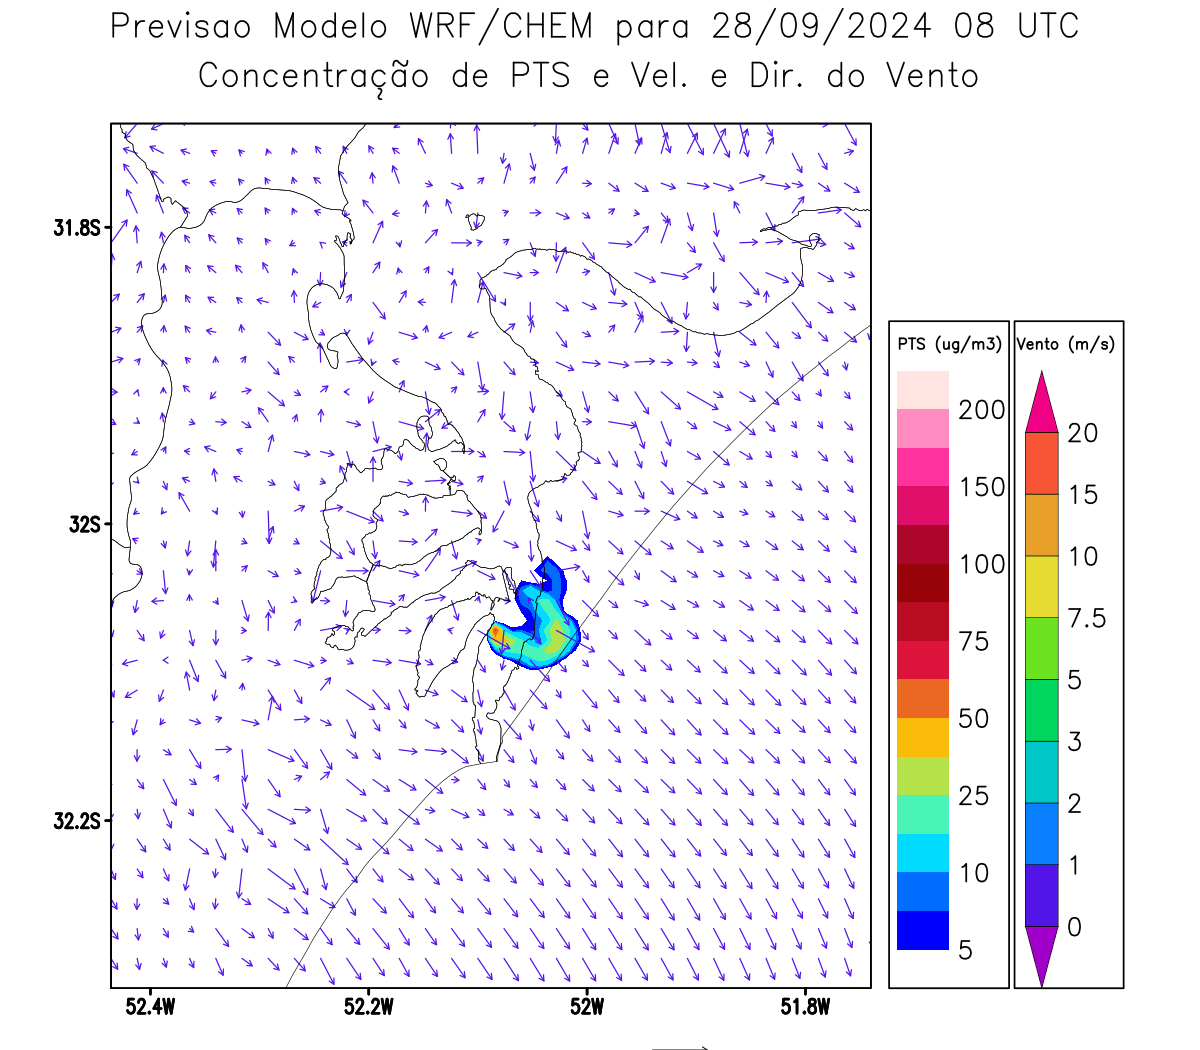 Previsao Modelo WRF/CHEM para 28/09/2024 08 UTC
Concentração de PTS e Vel. e Dir. do Vento
31.8S
32S
32.2S
52.4W 52.2W 52W 51.8W
PTS (ug/m3)
200
150
100
75
50
25
10
5
Vento (m/s)
20
15
10
7.5
5
3
2
1
0